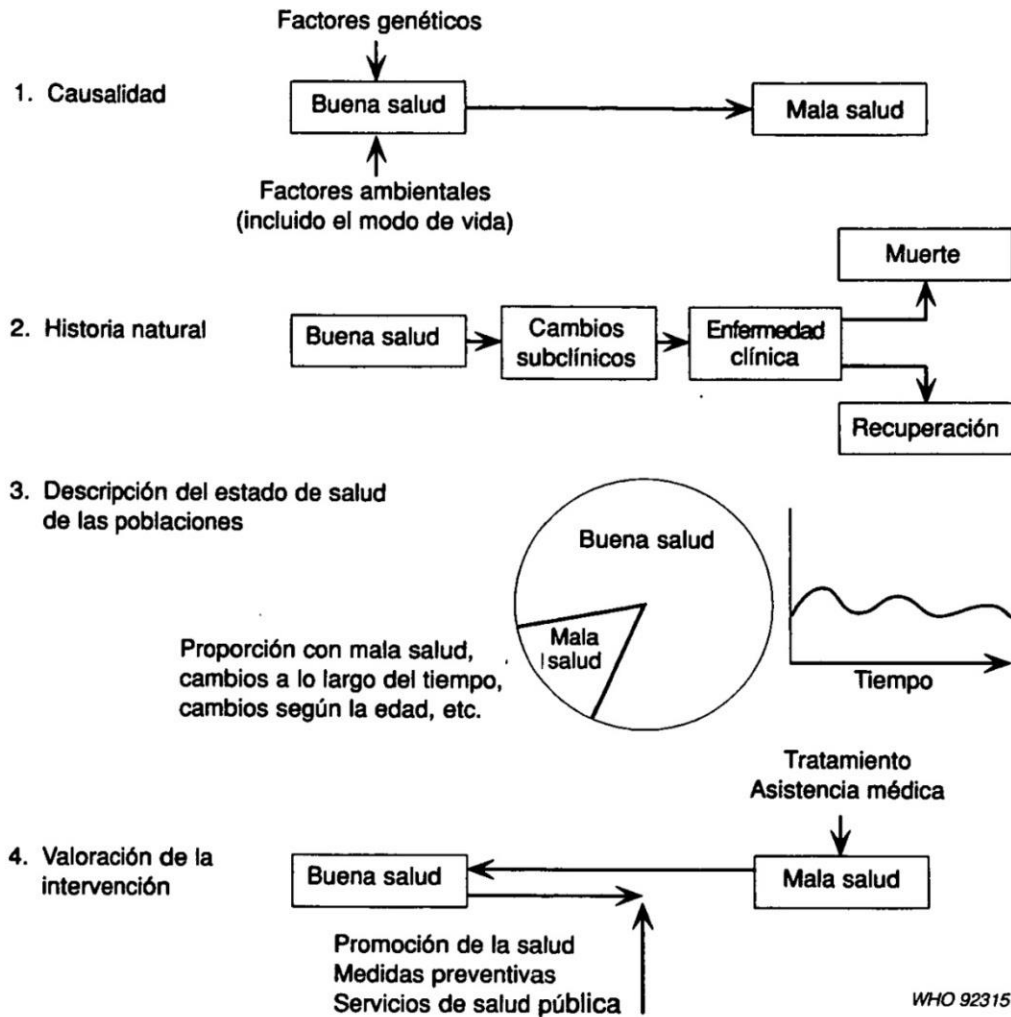 Factores genéticos
1. Causalidad
Buena salud
Mala salud
Factores ambientales
(incluido el modo de vida)
Muerte
2. Historia natural
Buena salud
Cambios
subclínicos
Enfermedad
clínica
Recuperación
3. Descripción del estado de salud
de las poblaciones
Buena salud
Mala
salud
Proporción con mala salud,
cambios a lo largo del tiempo,
cambios según la edad, etc.
Tiempo
Tratamiento
Asistencia médica
4. Valoración de la
intervención
Buena salud
Mala salud
Promoción de la salud
Medidas preventivas
Servicios de salud pública
WHO 92315